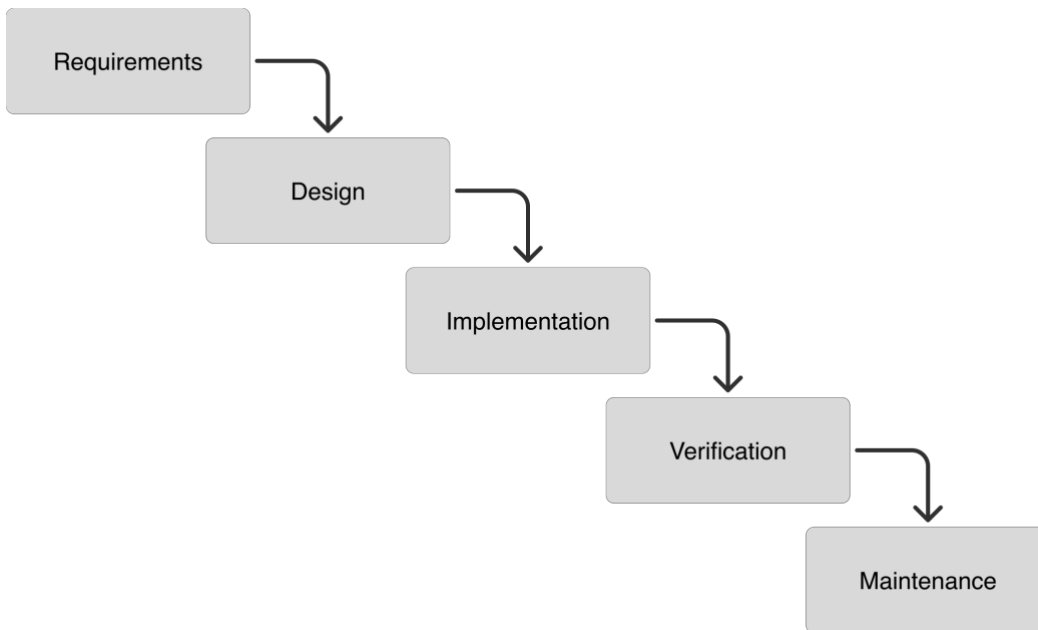 Requirements
Design
Implementation
Verification
Maintenance